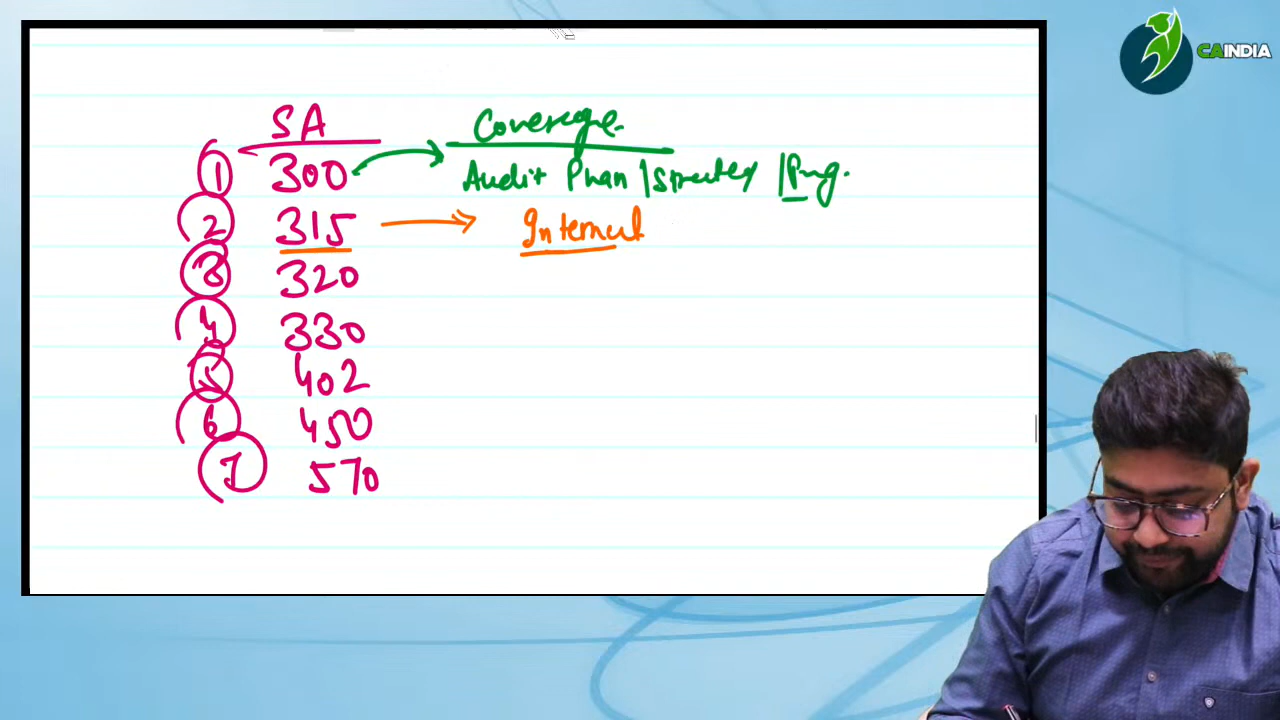 CAINDIA
SA Coverage
1 300 Audit Plan | Strategy | Prog.
2 315 Internal
3 320
4 330
5 402
6 450
7 570